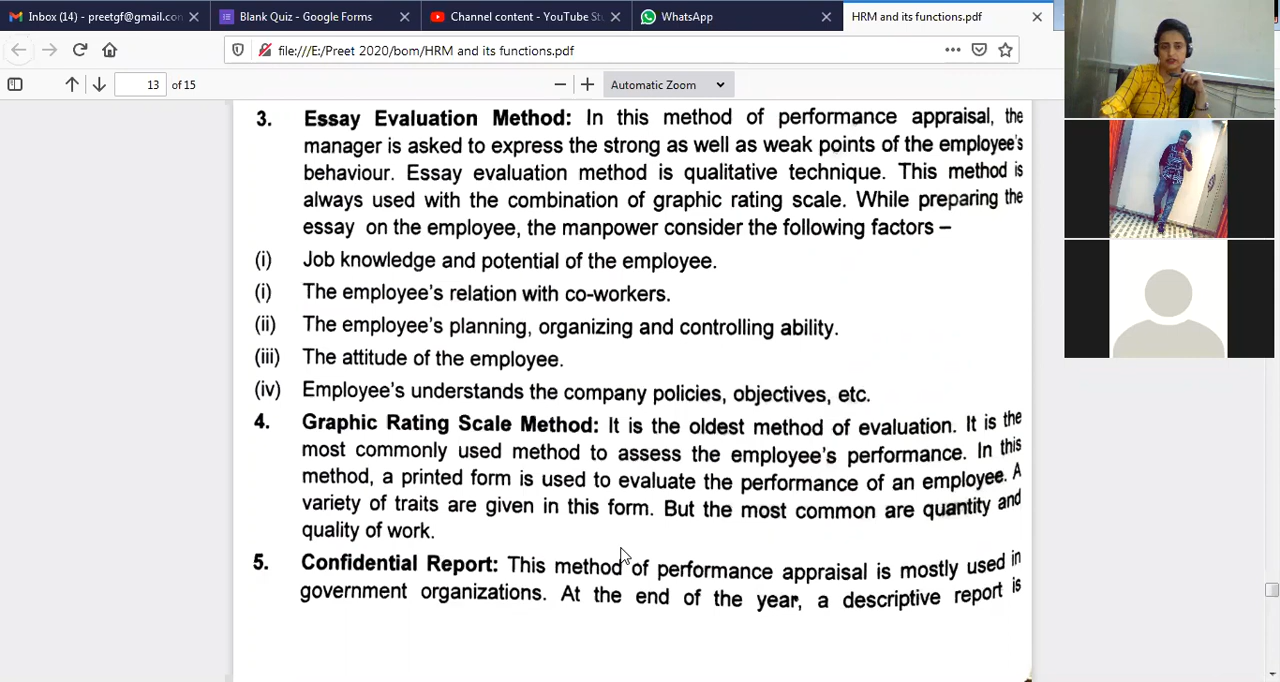 Inbox (14) - preetgf@gmail.con
Blank Quiz - Google Forms
Channel content - YouTube St
WhatsApp
HRM and its functions.pdf
file:///E:/Preet 2020/bom/HRM and its functions.pdf
13 of 15
Automatic Zoom
3. Essay Evaluation Method: In this method of performance appraisal, the
manager is asked to express the strong as well as weak points of the employee's
behaviour. Essay evaluation method is qualitative technique. This method is
always used with the combination of graphic rating scale. While preparing the
essay on the employee, the manpower consider the following factors –
(i) Job knowledge and potential of the employee.
(i) The employee's relation with co-workers.
(ii) The employee's planning, organizing and controlling ability.
(iii) The attitude of the employee.
(iv) Employee's understands the company policies, objectives, etc.
4. Graphic Rating Scale Method: It is the oldest method of evaluation. It is the
most commonly used method to assess the employee's performance. In this
method, a printed form is used to evaluate the performance of an employee. A
variety of traits are given in this form. But the most common are quantity and
quality of work.
5. Confidential Report: This method of performance appraisal is mostly used in
government organizations. At the end of the year, a descriptive report is